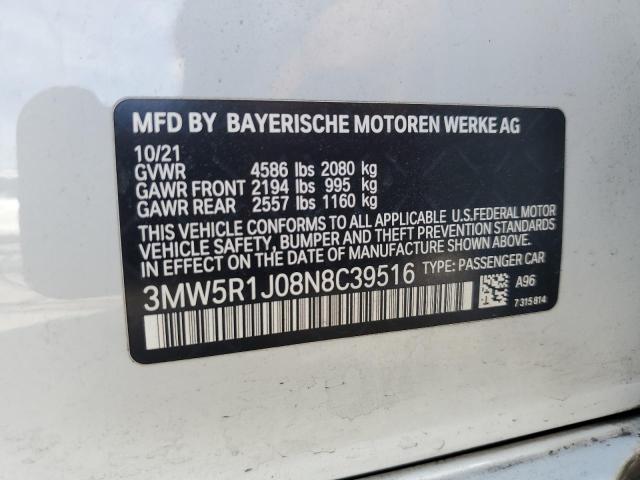 MFD BY BAYERISCHE MOTOREN WERKE AG
10/21
GVWR 4586 lbs 2080 kg
GAWR FRONT 2194 lbs 995 kg
GAWR REAR 2557 lbs 1160 kg
THIS VEHICLE CONFORMS TO ALL APPLICABLE U.S.FEDERAL MOTOR
VEHICLE SAFETY, BUMPER AND THEFT PREVENTION STANDARDS
IN EFFECT ON THE DATE OF MANUFACTURE SHOWN ABOVE.
3MW5R1J08N8C39516 TYPE: PASSENGER CAR
A96
7 315 814